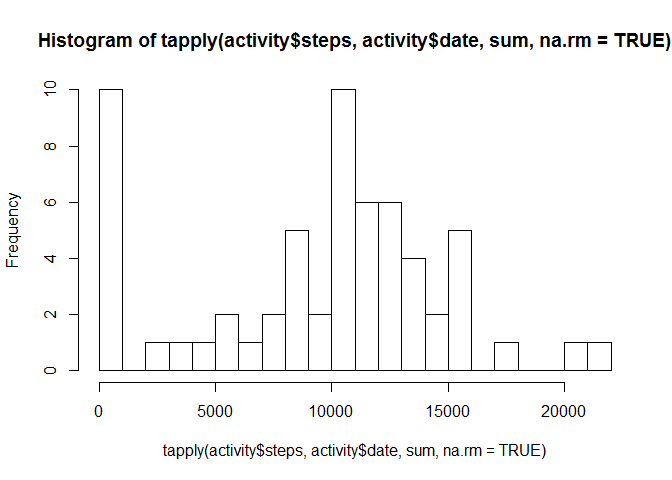 Histogram of tapply(activity$steps, activity$date, sum, na.rm = TRUE)
Frequency
10
8
6
4
2
0
0 5000 10000 15000 20000
tapply(activity$steps, activity$date, sum, na.rm = TRUE)